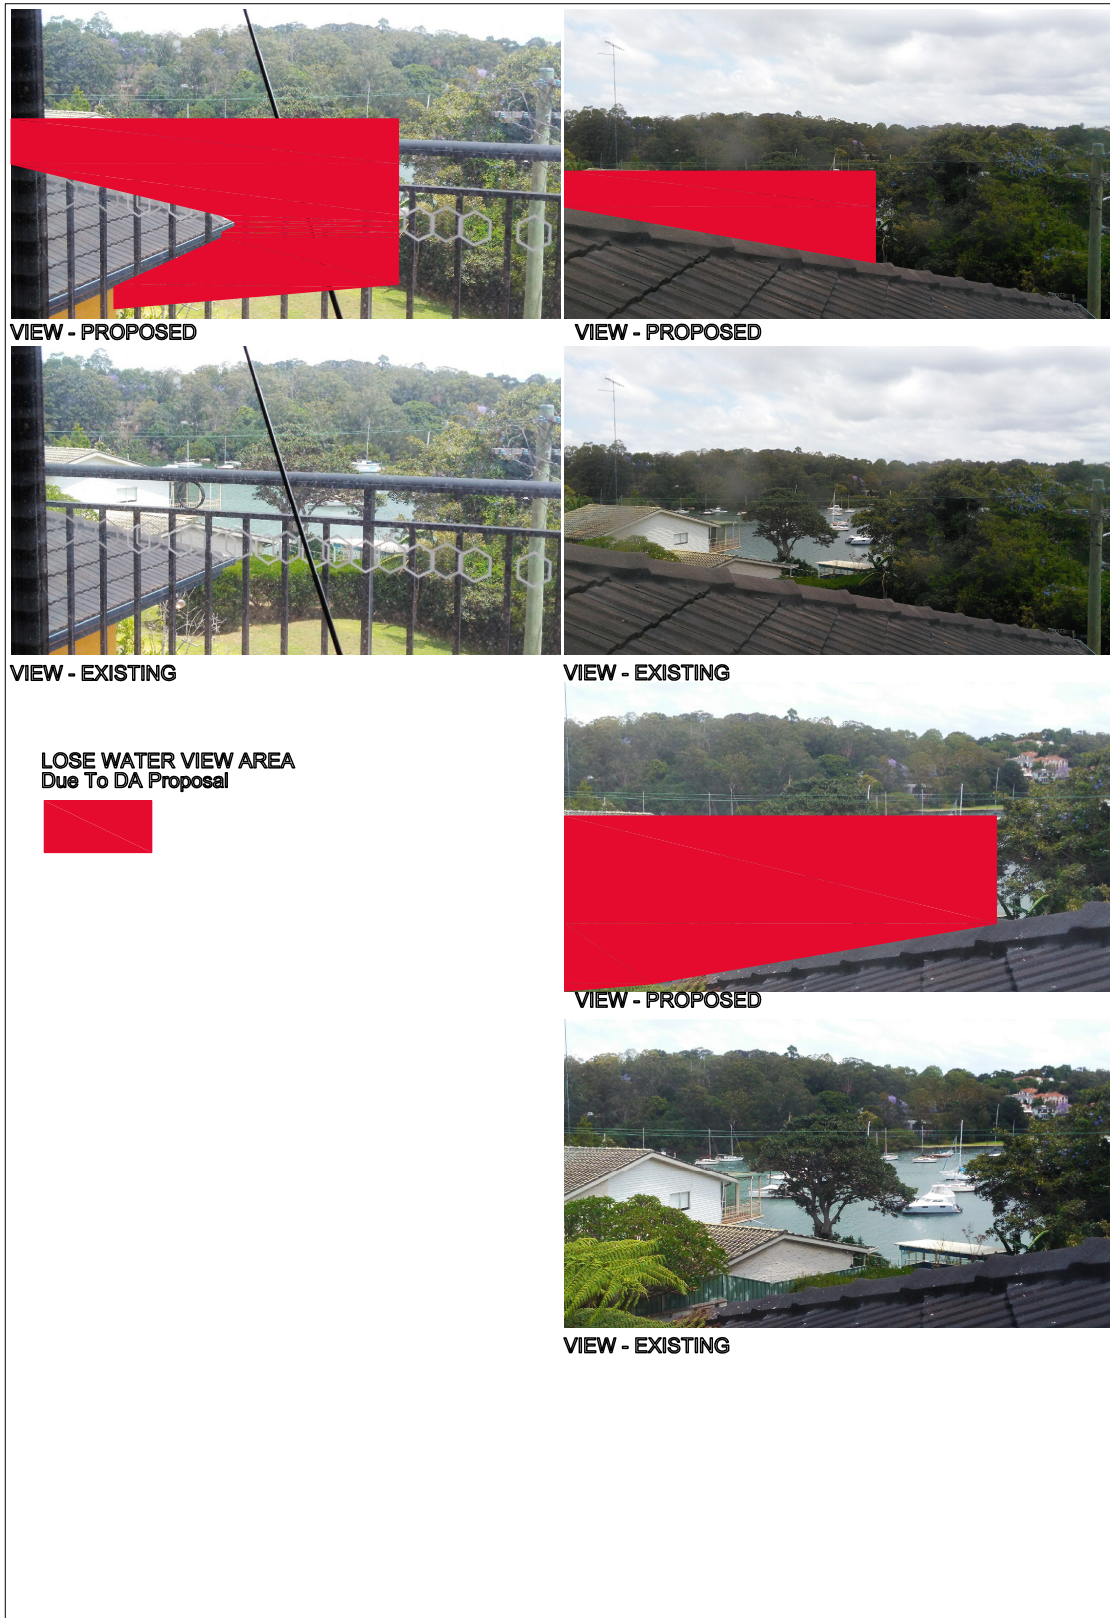 VIEW - PROPOSED
VIEW - PROPOSED
VIEW - EXISTING
VIEW - EXISTING
LOSE WATER VIEW AREA
Due To DA Proposal
VIEW - PROPOSED
VIEW - EXISTING